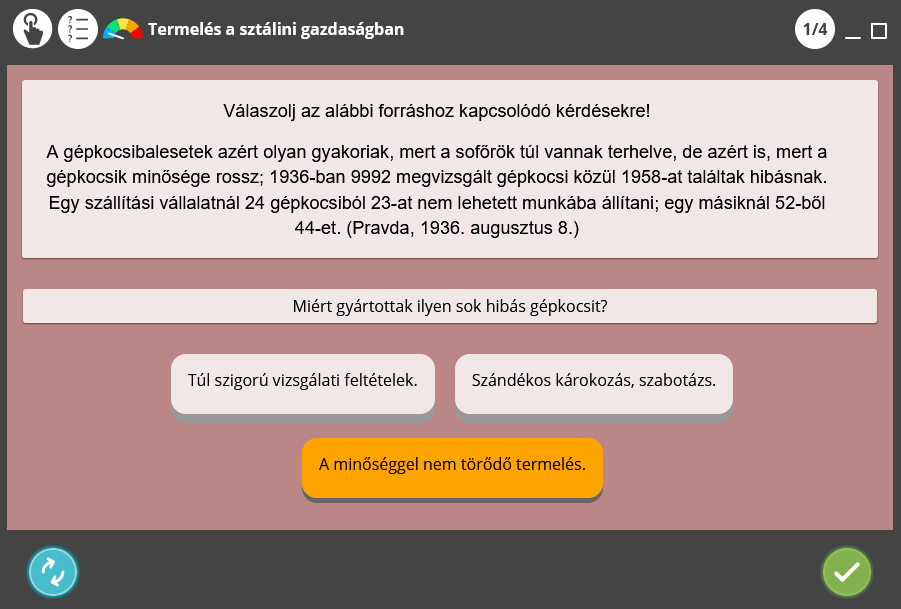 Termelés a sztálini gazdaságban
1/4
Válaszolj az alábbi forráshoz kapcsolódó kérdésekre!
A gépkocsibalesetek azért olyan gyakoriak, mert a sofőrök túl vannak terhelve, de azért is, mert a
gépkocsik minősége rossz; 1936-ban 9992 megvizsgált gépkocsi közül 1958-at találtak hibásnak.
Egy szállítási vállalatnál 24 gépkocsiból 23-at nem lehetett munkába állítani; egy másiknál 52-ből
44-et. (Pravda, 1936. augusztus 8.)
Miért gyártottak ilyen sok hibás gépkocsit?
Túl szigorú vizsgálati feltételek.
Szándékos károkozás, szabotázs.
A minőséggel nem törődő termelés.